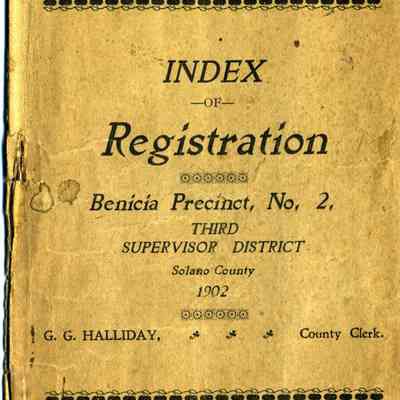 INDEX
—OF—
Registration
Benicia Precinct, No, 2,
THIRD
SUPERVISOR DISTRICT
Solano County
1902
G. G. HALLIDAY, County Clerk.